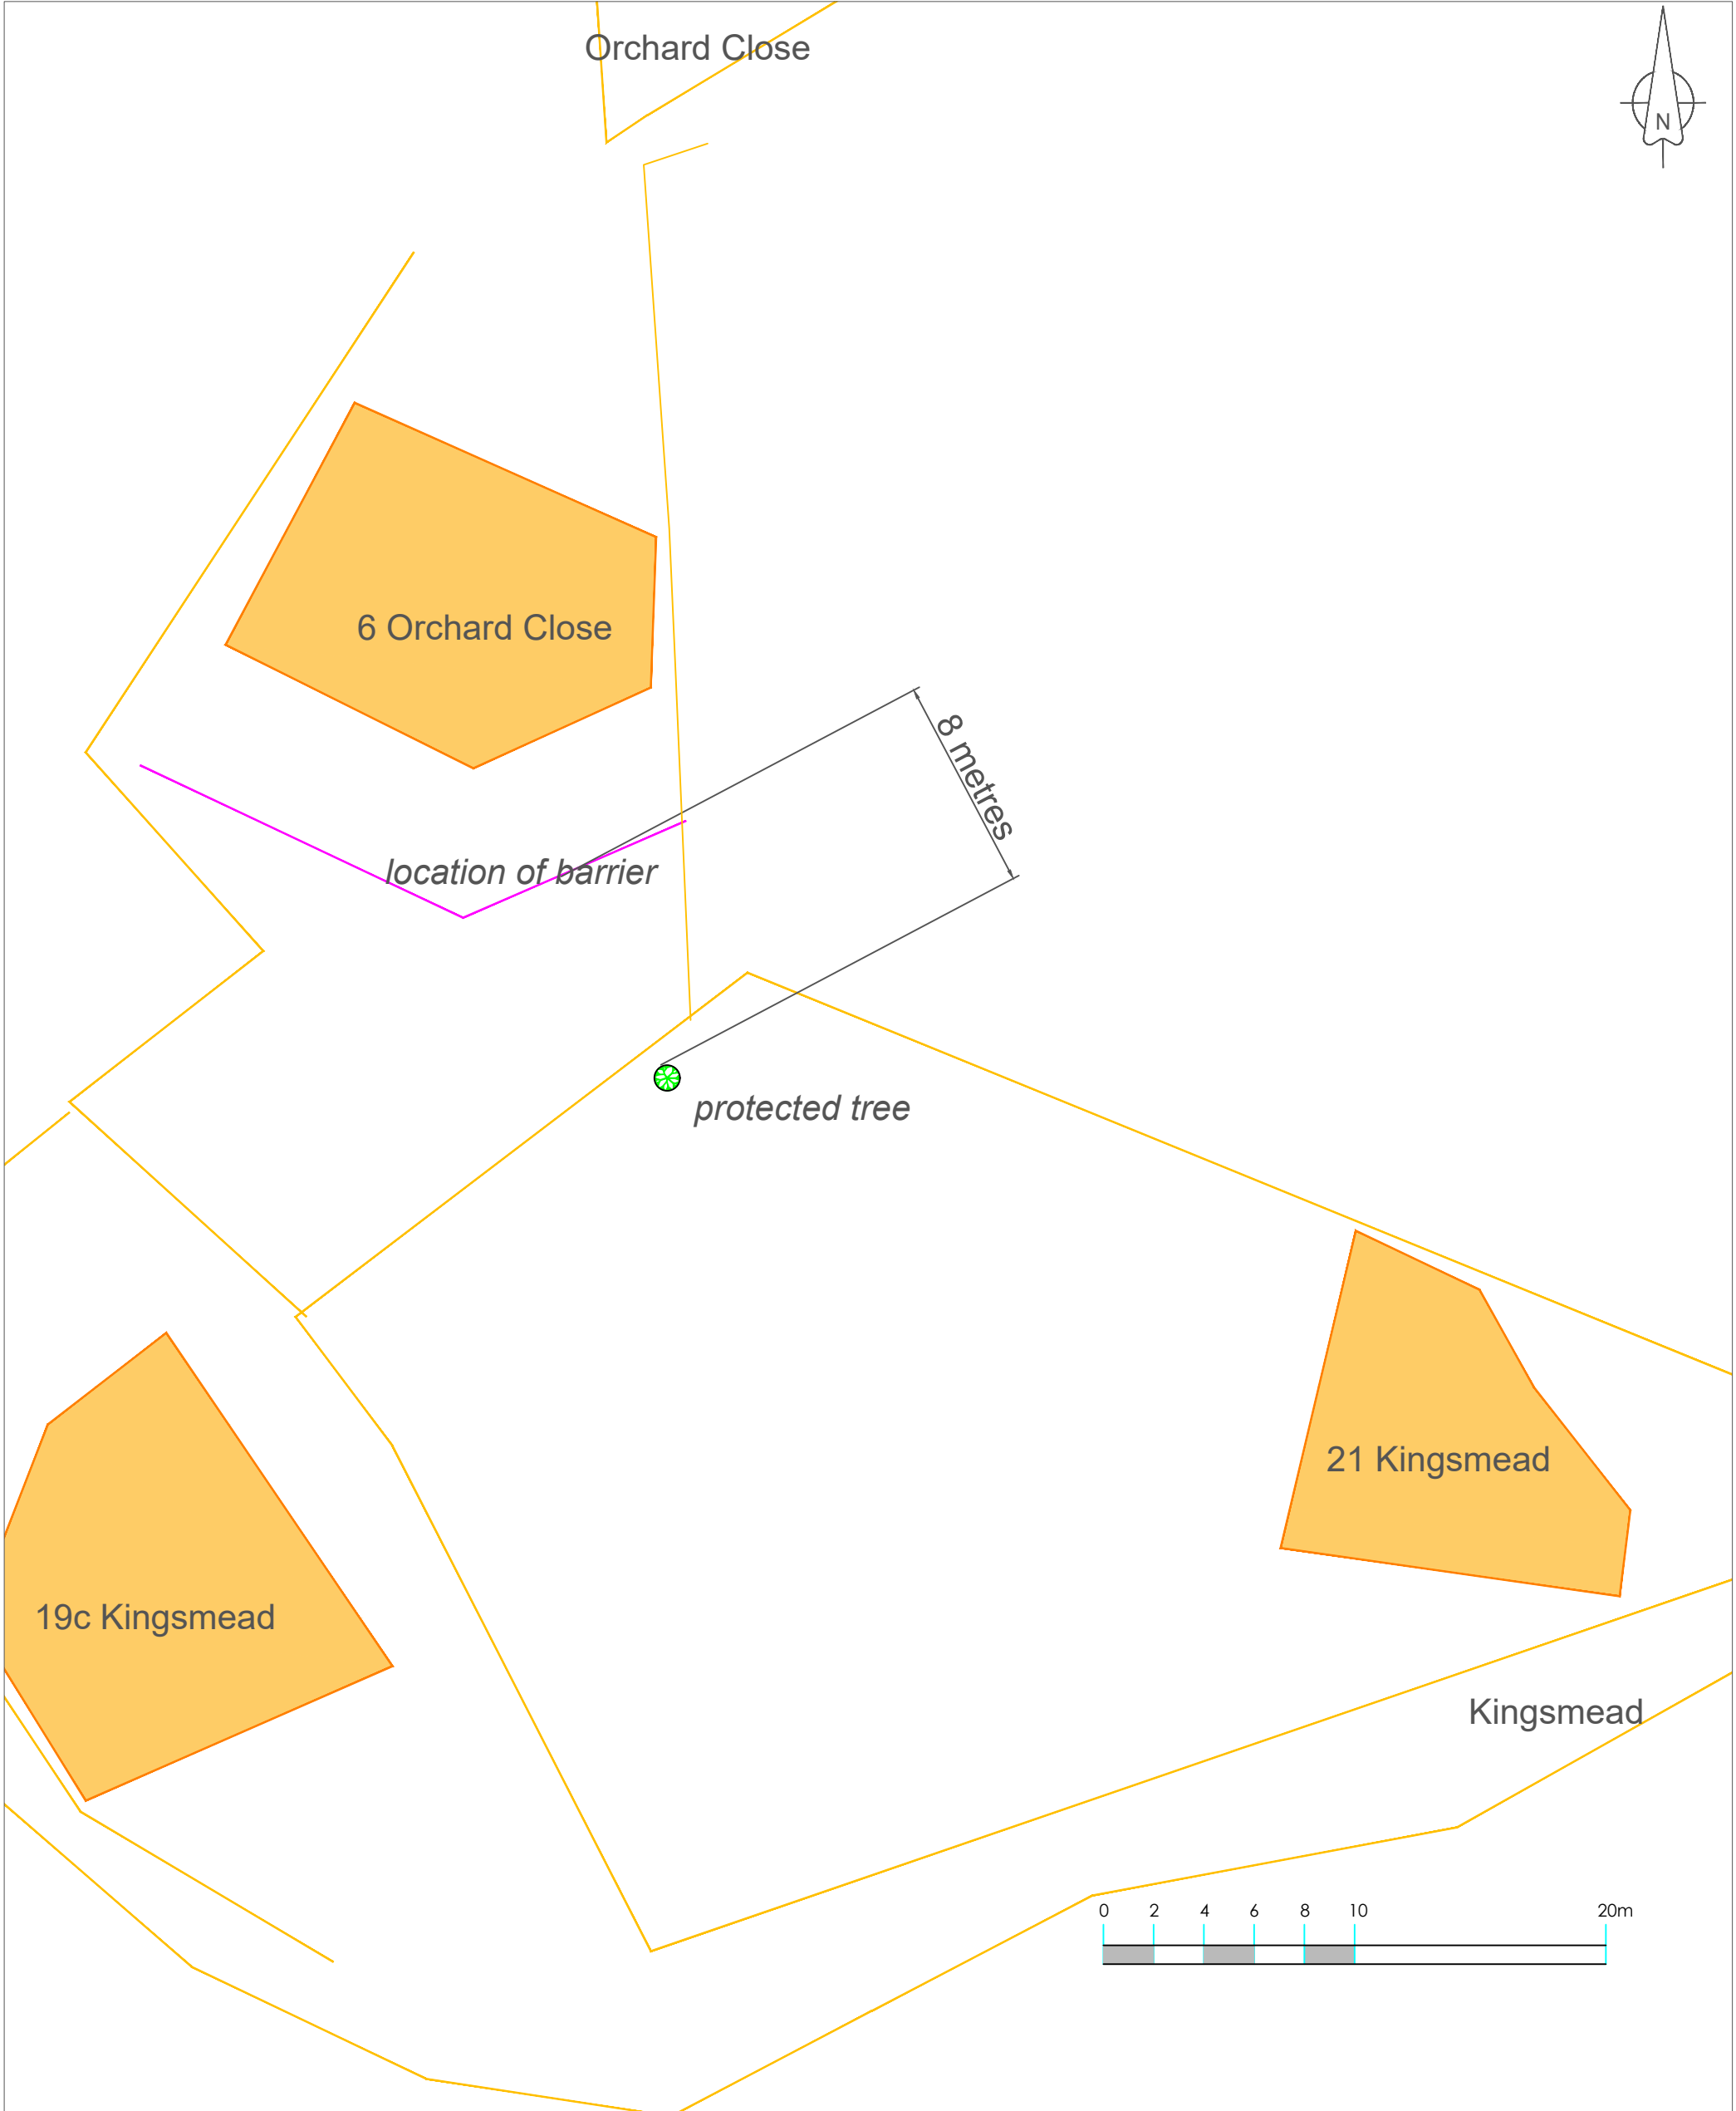 Orchard Close
N
6 Orchard Close
8 metres
location of barrier
protected tree
21 Kingsmead
19c Kingsmead
Kingsmead
0 2 4 6 8 10 20m